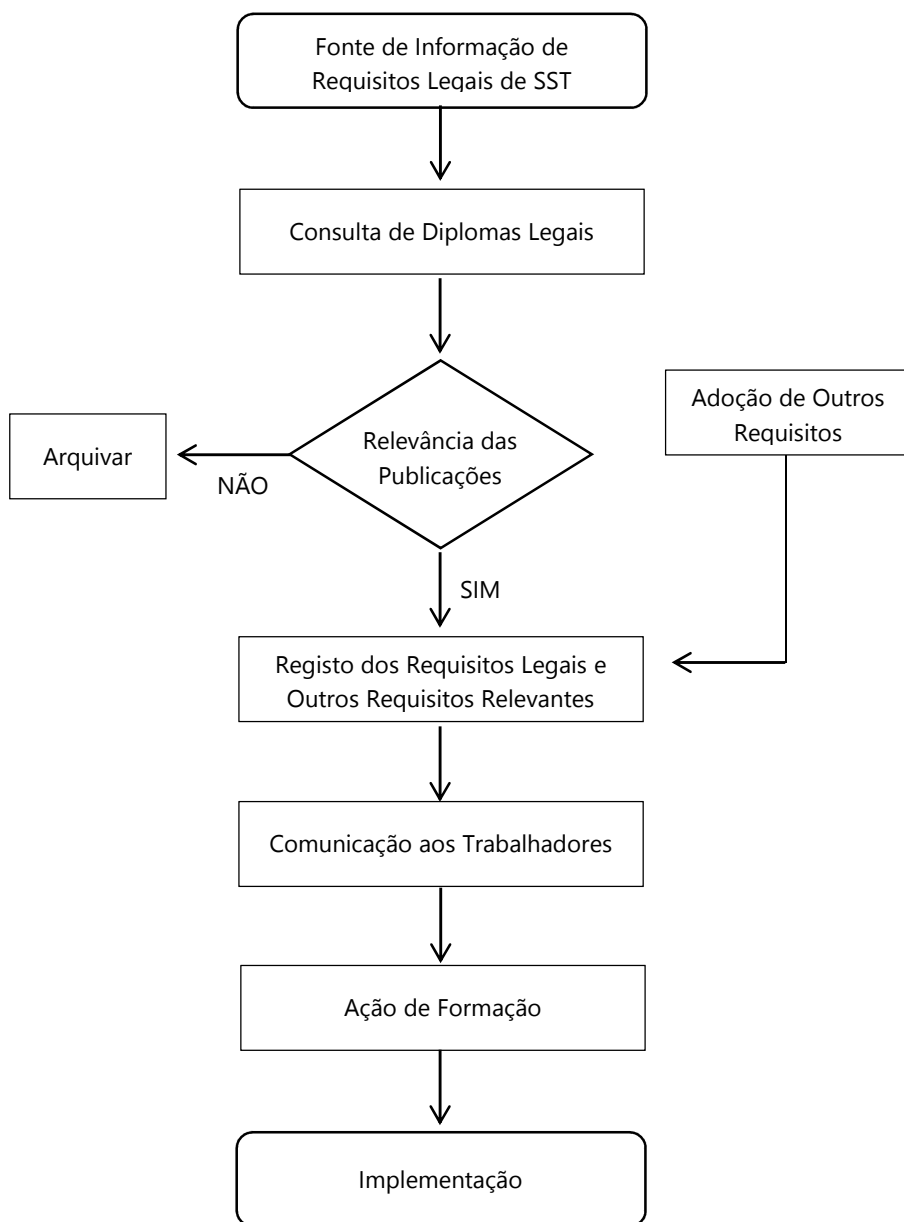 Fonte de Informação de
Requisitos Legais de SST
Consulta de Diplomas Legais
Relevância das
Publicações
Adoção de Outros
Requisitos
Arquivar
NÃO
SIM
Registo dos Requisitos Legais e
Outros Requisitos Relevantes
Comunicação aos Trabalhadores
Ação de Formação
Implementação